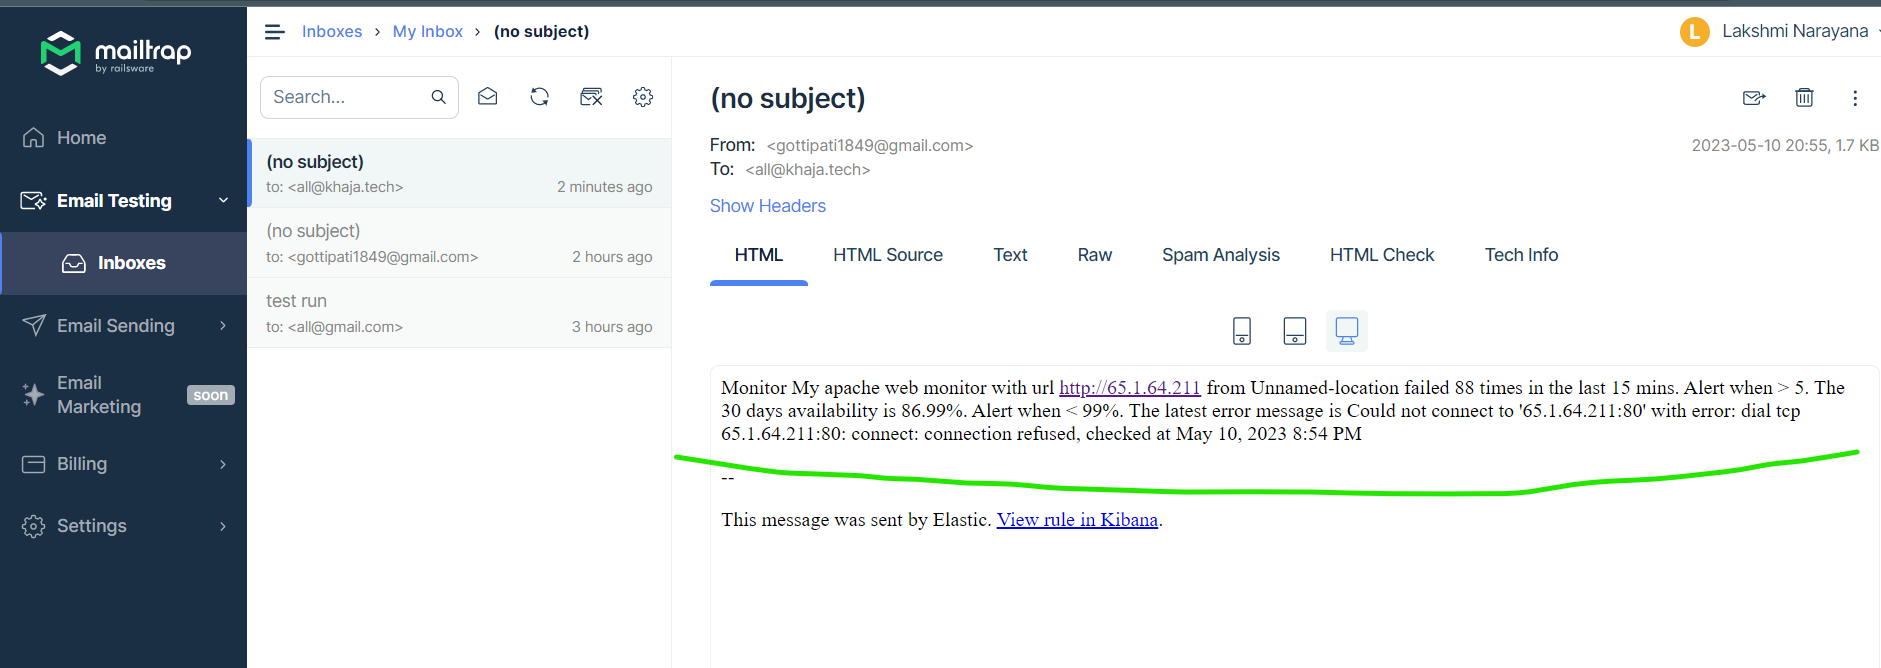 mailtrap
by railsware
Home
Email Testing
Inboxes
Email Sending
Email
Marketing
soon
Billing
Settings
Inboxes > My Inbox > (no subject)
L Lakshmi Narayana
Search...
(no subject)
to: <all@khaja.tech> 2 minutes ago
(no subject)
to: <gottipati1849@gmail.com> 2 hours ago
test run
to: <all@gmail.com> 3 hours ago
(no subject)
From: <gottipati1849@gmail.com> 2023-05-10 20:55, 1.7 KB
To: <all@khaja.tech>
Show Headers
HTML HTML Source Text Raw Spam Analysis HTML Check Tech Info
Monitor My apache web monitor with url http://65.1.64.211 from Unnamed-location failed 88 times in the last 15 mins. Alert when > 5. The
30 days availability is 86.99%. Alert when < 99%. The latest error message is Could not connect to '65.1.64.211:80' with error: dial tcp
65.1.64.211:80: connect: connection refused, checked at May 10, 2023 8:54 PM
--
This message was sent by Elastic. View rule in Kibana.